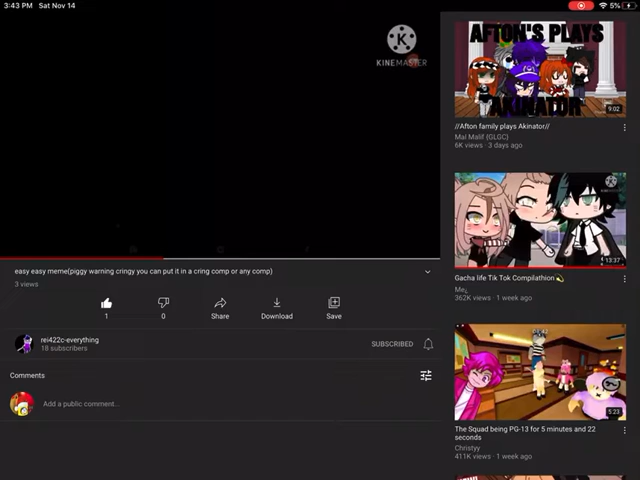 3:43 PM Sat Nov 14
5%
K
KINEMASTER
AFTON'S PLAYS
AKINATOR
9:02
//Afton family plays Akinator//
Mal Malif {GLGC}
6K views · 3 days ago
13:37
Gacha life Tik Tok Compilathion💫
Me¿
362K views · 1 week ago
5:23
The Squad being PG-13 for 5 minutes and 22
seconds
Christyy
411K views · 1 week ago
easy easy meme(piggy warning cringy you can put it in a cring comp or any comp)
3 views
1
0
Share
Download
Save
rei422c-everything
18 subscribers
SUBSCRIBED
Comments
Add a public comment...